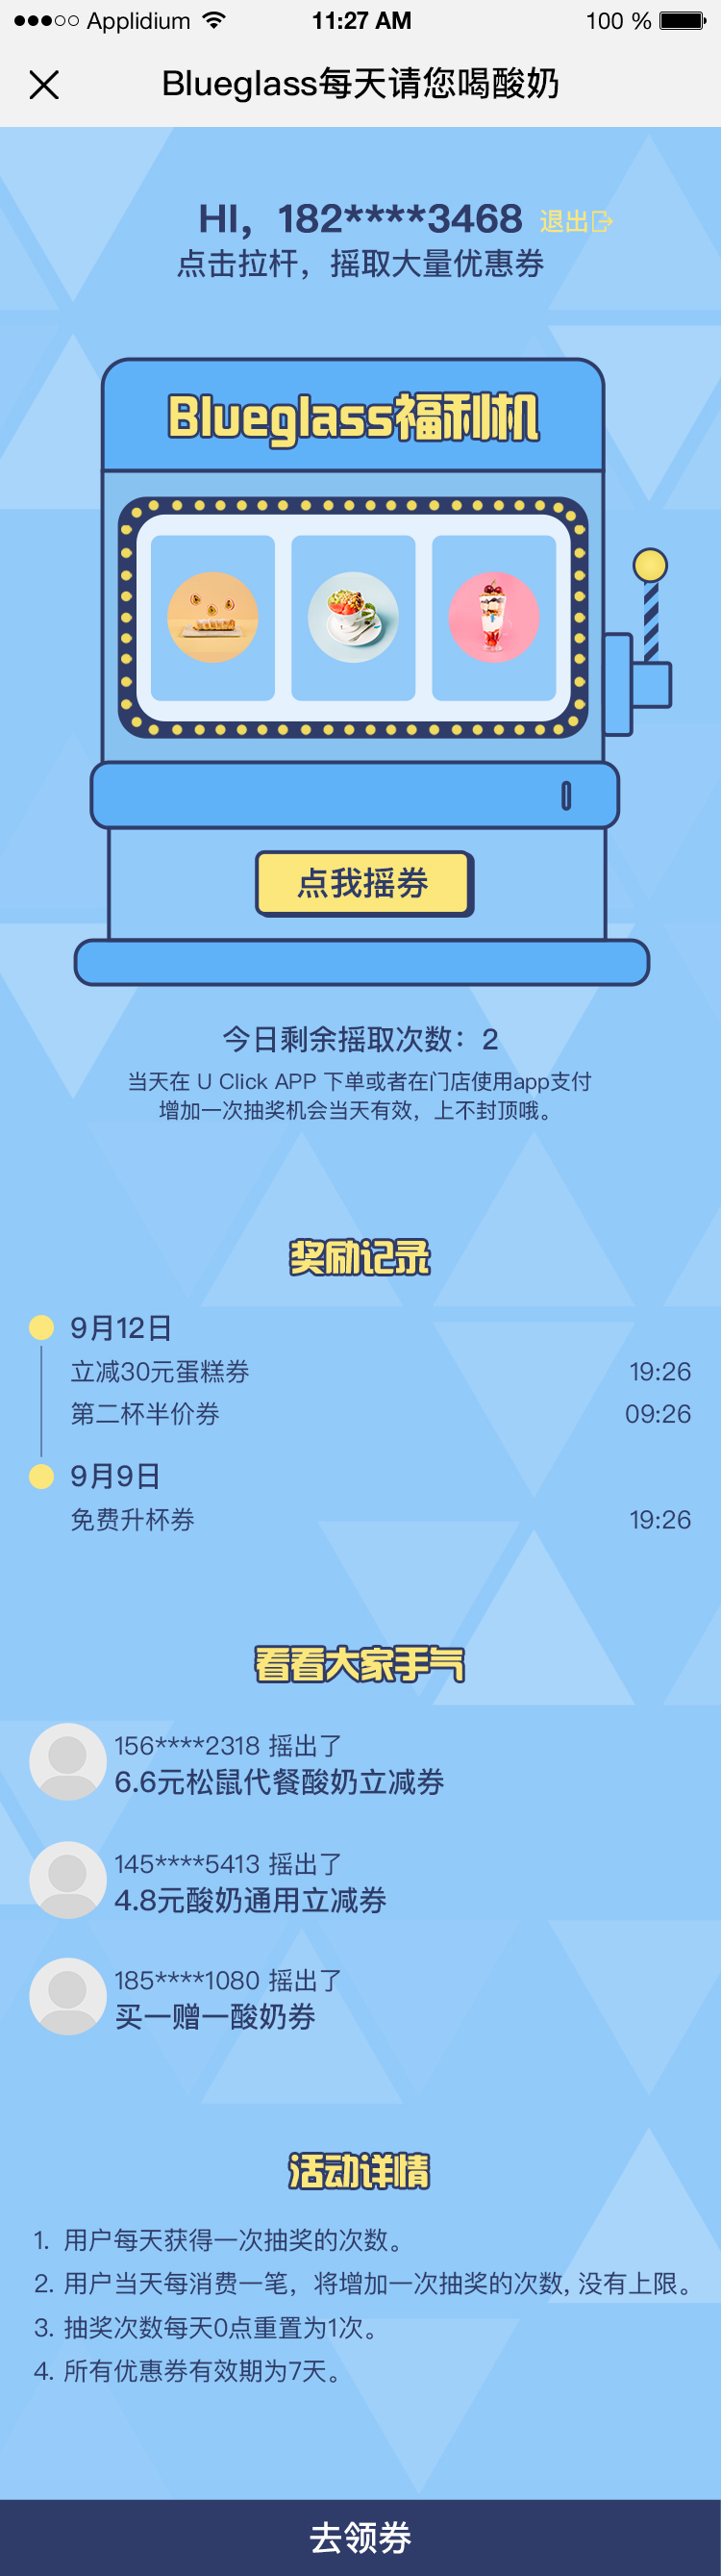 Applidium
11:27 AM
100 %
Blueglass每天请您喝酸奶
HI，182****3468 退出
点击拉杆，摇取大量优惠券
Blueglass福利机
点我摇券
今日剩余摇取次数：2
当天在 U Click APP 下单或者在门店使用app支付
增加一次抽奖机会当天有效，上不封顶哦。
奖励记录
9月12日
立减30元蛋糕券 19:26
第二杯半价券 09:26
9月9日
免费升杯券 19:26
看看大家手气
156****2318 摇出了
6.6元松鼠代餐酸奶立减券
145****5413 摇出了
4.8元酸奶通用立减券
185****1080 摇出了
买一赠一酸奶券
活动详情
1. 用户每天获得一次抽奖的次数。
2. 用户当天每消费一笔，将增加一次抽奖的次数, 没有上限。
3. 抽奖次数每天0点重置为1次。
4. 所有优惠券有效期为7天。
去领券